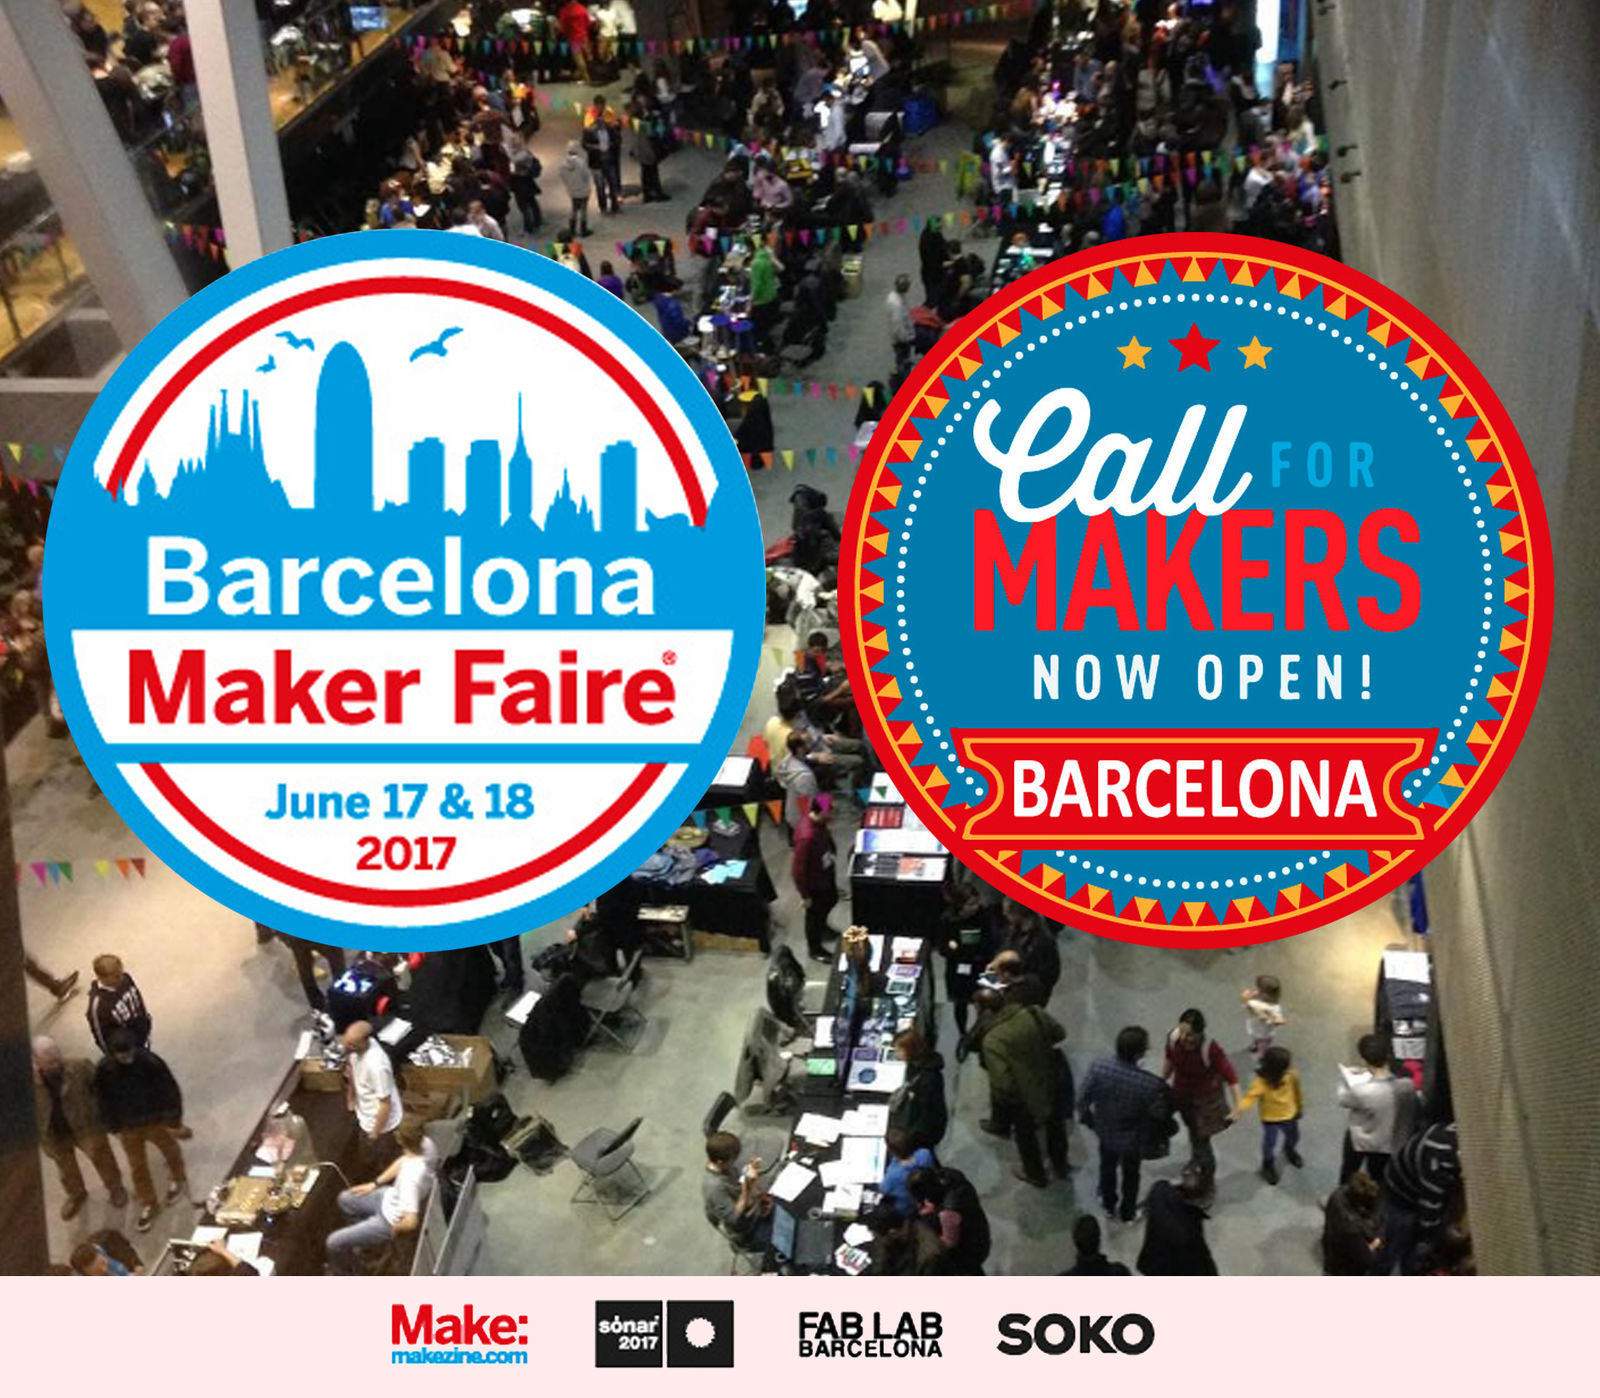 Barcelona
Maker Faire®
June 17 & 18
2017
Call FOR
MAKERS
NOW OPEN!
BARCELONA
Make:
makezine.com
sónar
2017
FAB LAB
BARCELONA
SOKO